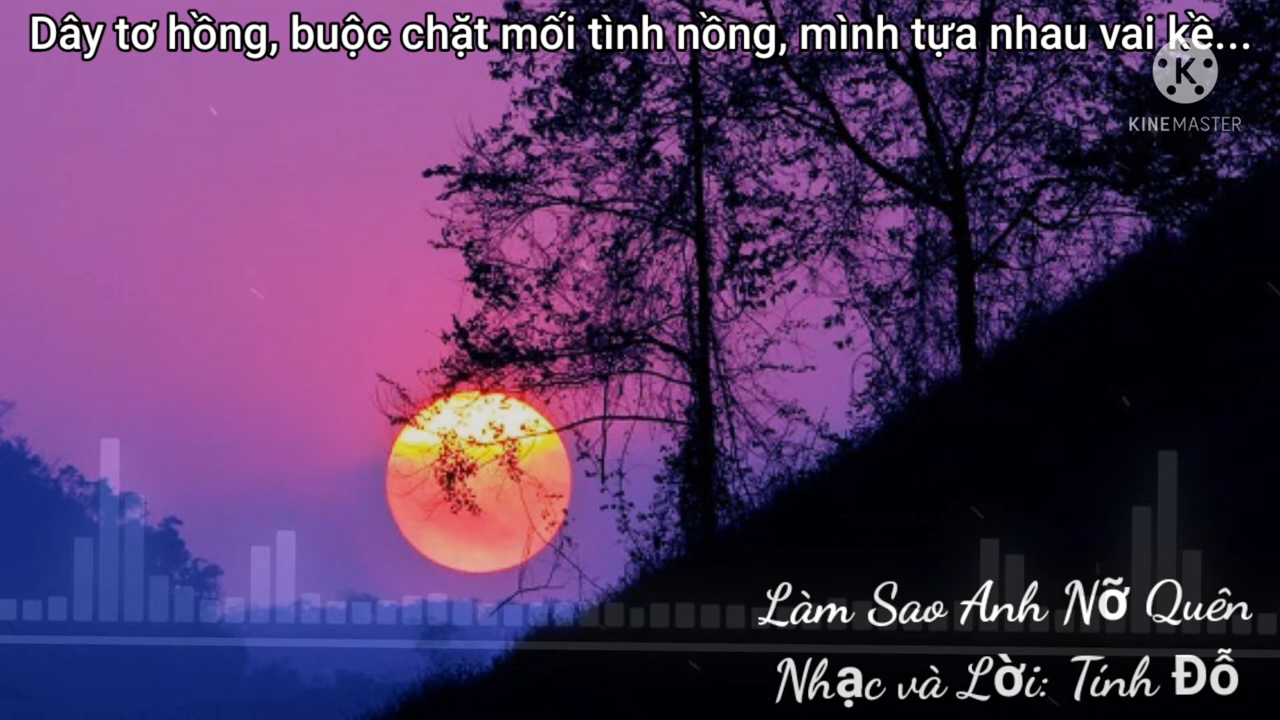 Dây tơ hồng, buộc chặt mối tình nồng, mình tựa nhau vai kề...
K
KINEMASTER
Làm Sao Anh Nỡ Quên
Nhạc và Lời: Tính Đỗ